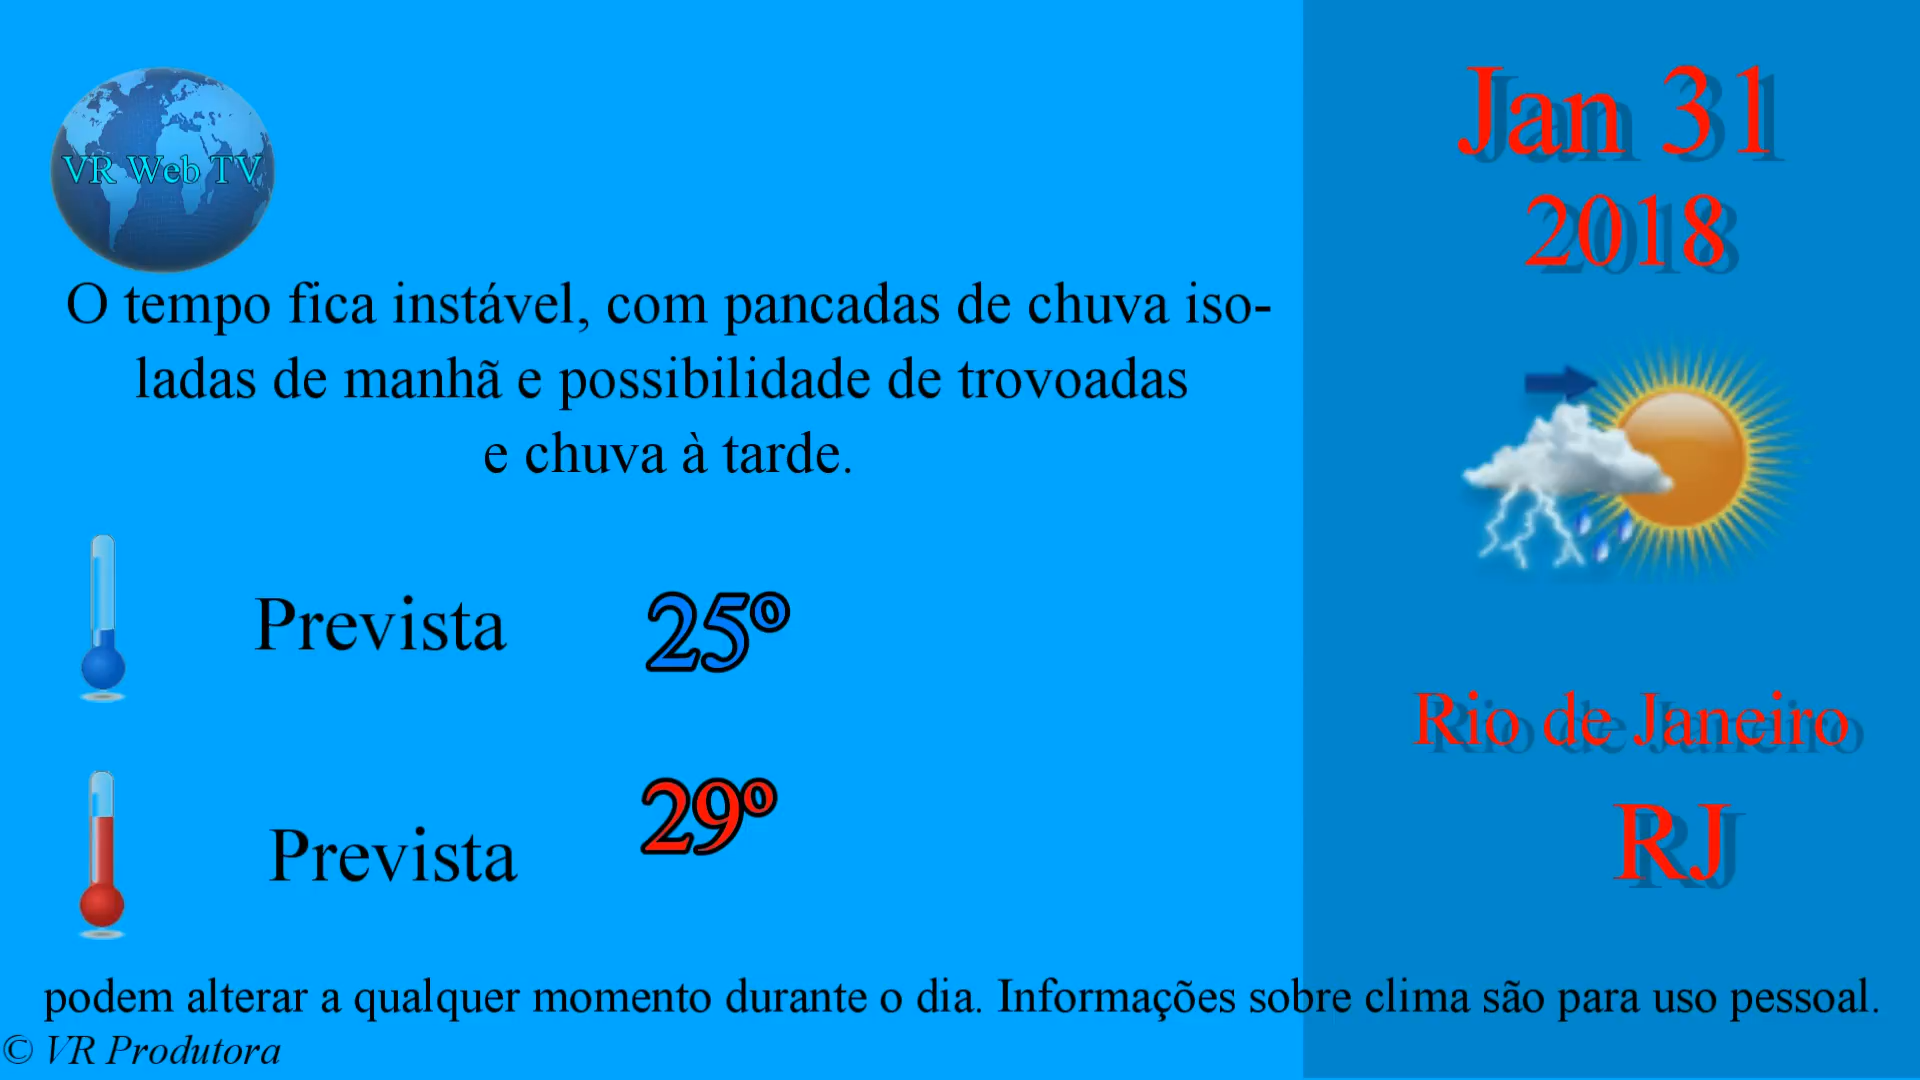 VR Web TV
Jan 31
2018
O tempo fica instável, com pancadas de chuva iso-
ladas de manhã e possibilidade de trovoadas
e chuva à tarde.
Prevista 25º
Prevista 29º
Rio de Janeiro
RJ
podem alterar a qualquer momento durante o dia. Informações sobre clima são para uso pessoal.
© VR Produtora